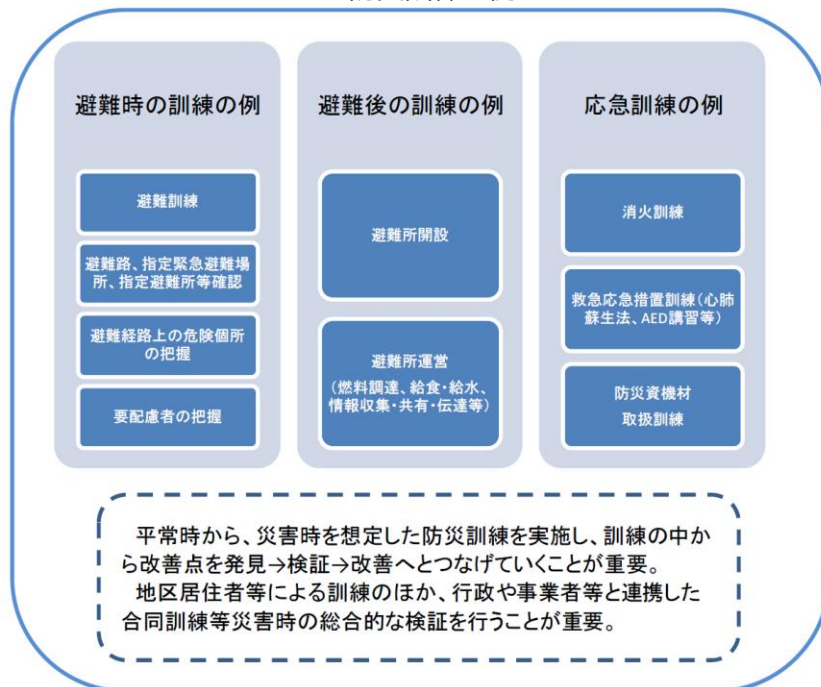 避難時の訓練の例
避難訓練
避難路、指定緊急避難場
所、指定避難所等確認
避難経路上の危険個所
の把握
要配慮者の把握
避難後の訓練の例
避難所開設
避難所運営
(燃料調達、給食・給水、
情報収集・共有・伝達等)
応急訓練の例
消火訓練
救急応急措置訓練(心肺
蘇生法、AED講習等)
防災資機材
取扱訓練
平常時から、災害時を想定した防災訓練を実施し、訓練の中か
ら改善点を発見→検証→改善へとつなげていくことが重要。
地区居住者等による訓練のほか、行政や事業者等と連携した
合同訓練等災害時の総合的な検証を行うことが重要。